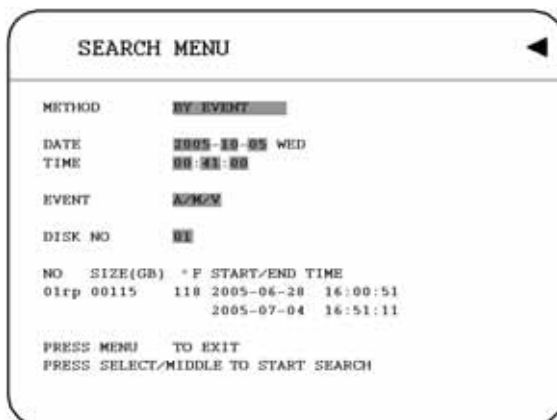 SEARCH MENU
METHOD BY EVENT
DATE 2005-10-05 WED
TIME 00:41:00
EVENT A/M/V
DISK NO 01
NO SIZE(GB) °F START/END TIME
01rp 00115 118 2005-06-28 16:00:51
2005-07-04 16:51:11
PRESS MENU TO EXIT
PRESS SELECT/MIDDLE TO START SEARCH